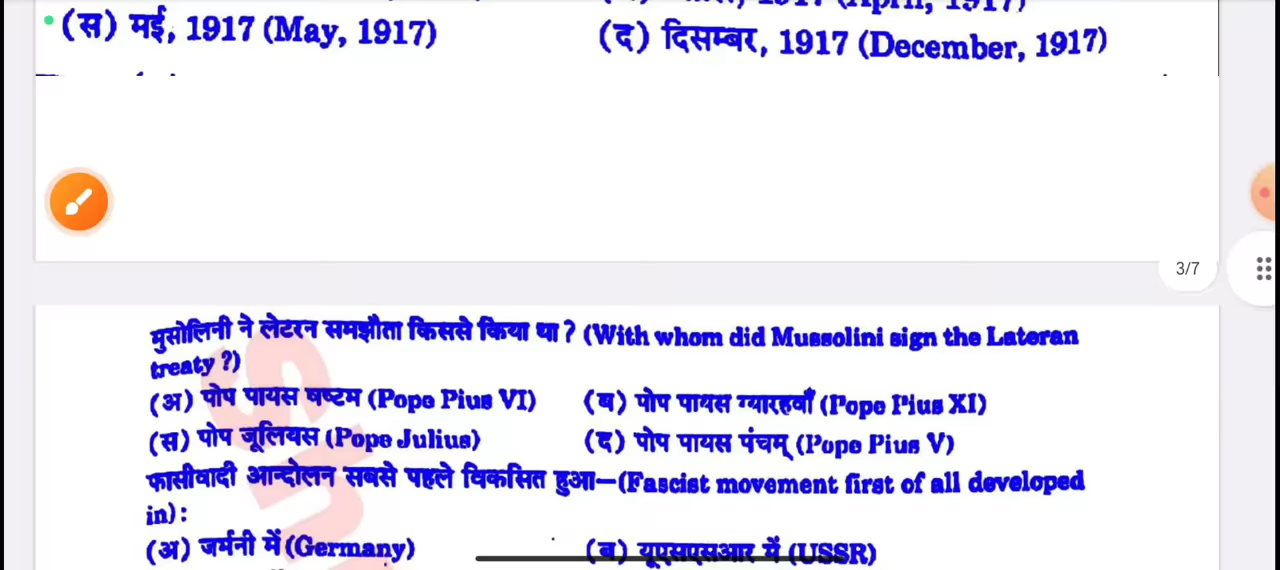 1917 (April, 1917)
(स) मई, 1917 (May, 1917)
(द) दिसम्बर, 1917 (December, 1917)
3/7
मुसोलिनी ने लेटरन समझौता किससे किया था? (With whom did Mussolini sign the Lateran
treaty ?)
(अ) पोप पायस षष्टम (Pope Pius VI)
(ब) पोप पायस ग्यारहवाँ (Pope Pius XI)
(स) पोप जूलियस (Pope Julius)
(द) पोप पायस पंचम् (Pope Pius V)
फासीवादी आन्दोलन सबसे पहले विकसित हुआ–(Fascist movement first of all developed
in):
(अ) जर्मनी में (Germany)
(ब) यूएसएसआर में (USSR)